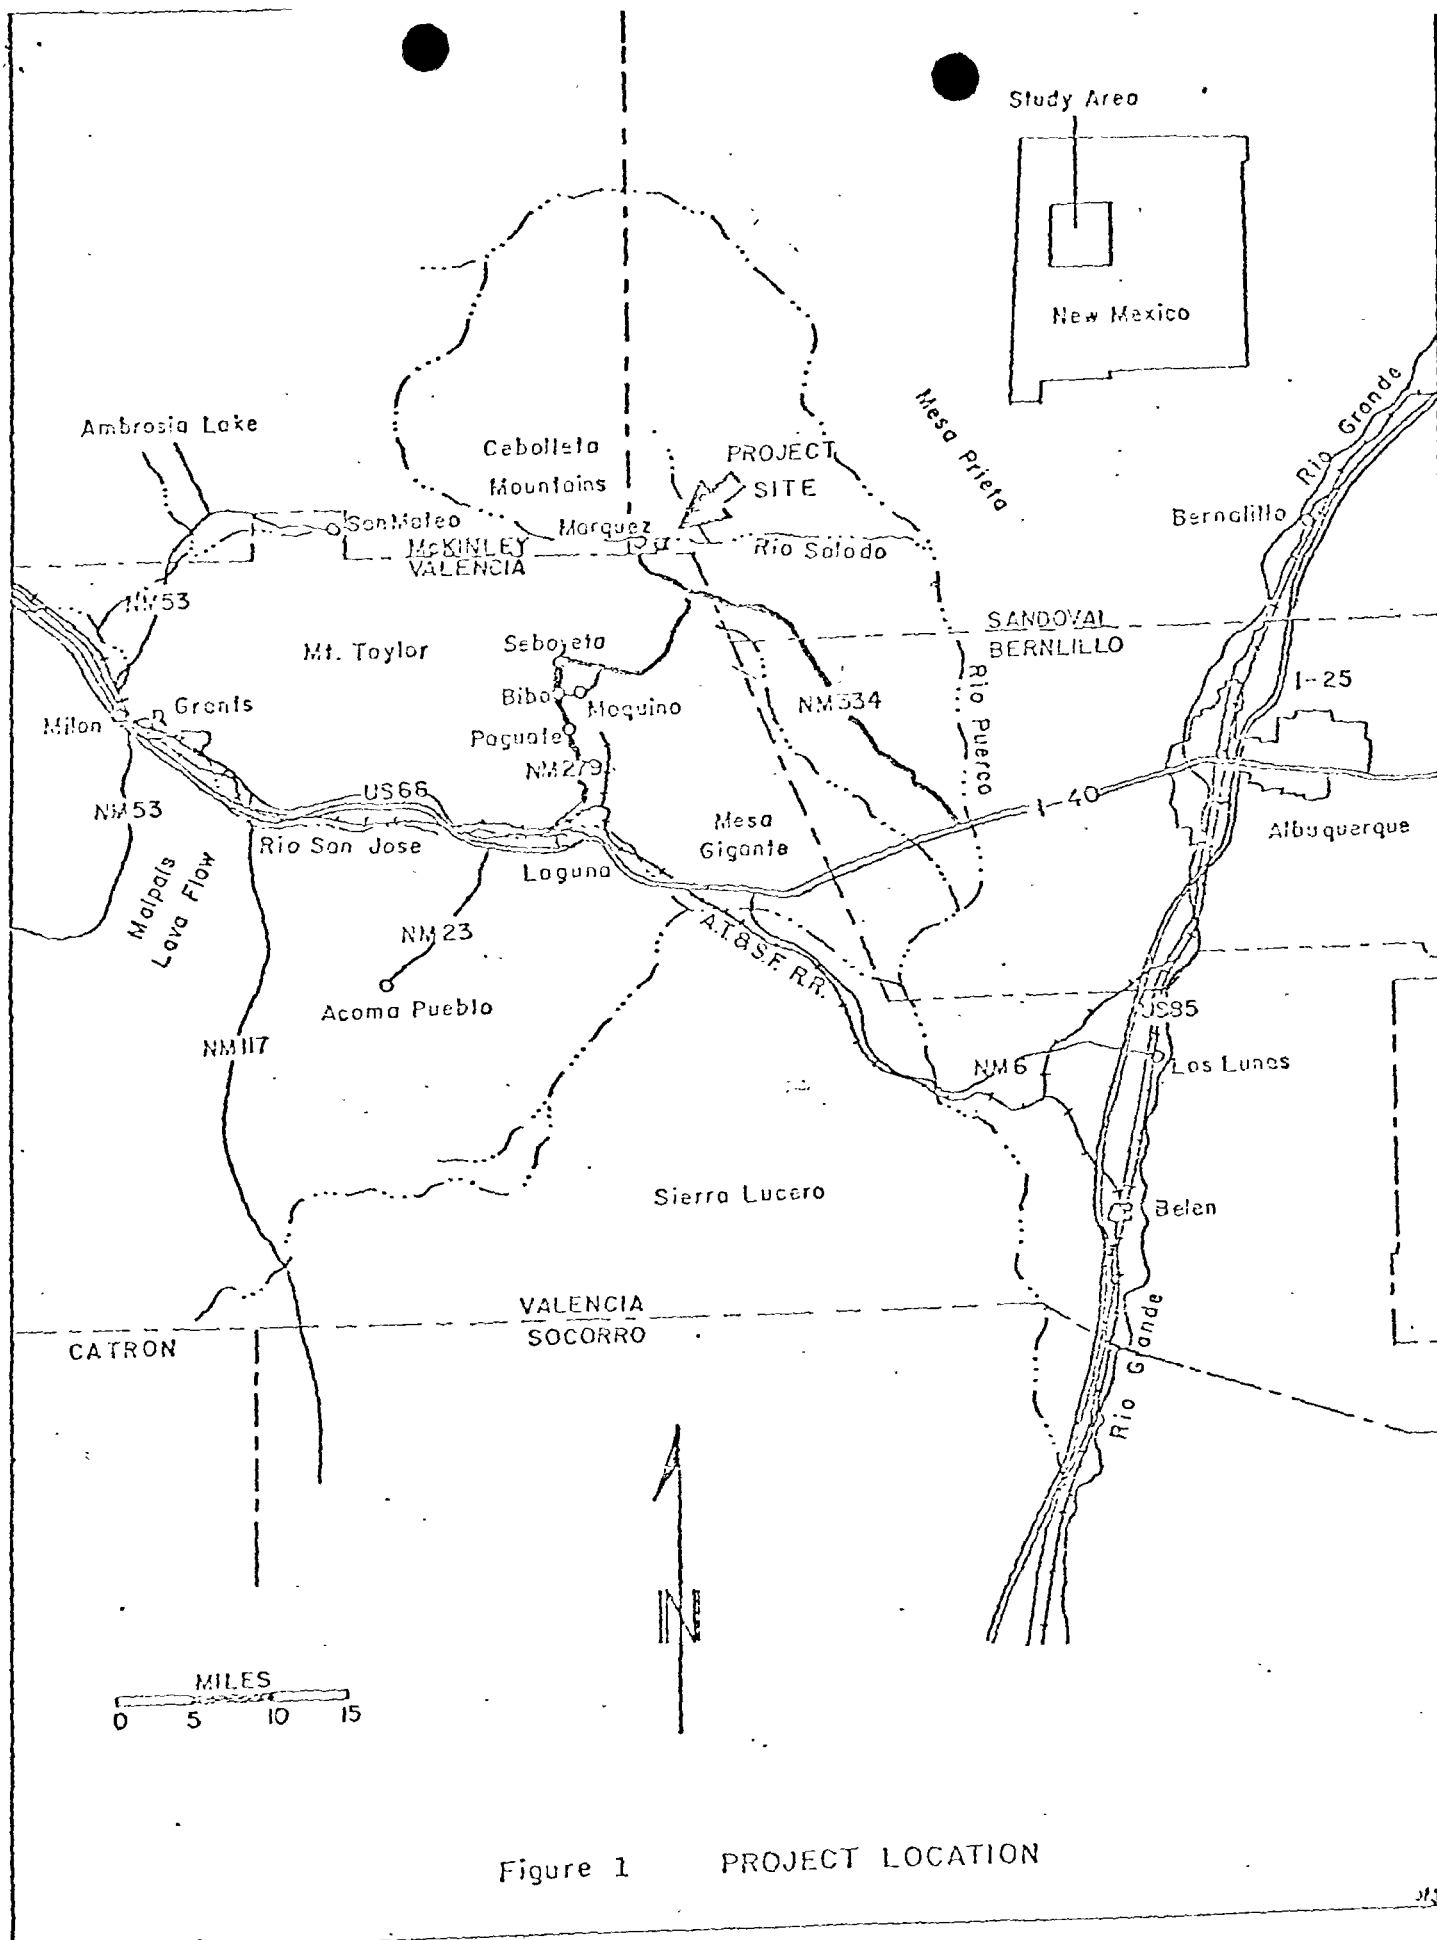 Study Area
New Mexico
Mesa Prieta
Rio Grande
Ambrosia Lake
Cebolleta
Mountains
PROJECT
SITE
Bernalillo
San Mateo
Marquez
Rio Salado
McKINLEY
VALENCIA
NM53
SANDOVAL
BERNLILLO
Mt. Taylor
Seboyeta
Bibo
Moquino
NM334
Rio Puerco
I-25
Milan
Grants
Paguate
NM279
US66
I-40
NM53
Mesa
Gigante
Albuquerque
Rio San Jose
Laguna
Malpais
Lava Flow
NM23
A.T.&S.F. R.R.
Acoma Pueblo
US85
NM117
NM6
Los Lunas
Sierra Lucero
Belen
VALENCIA
SOCORRO
CATRON
Rio Grande
N
MILES
0 5 10 15
Figure 1 PROJECT LOCATION